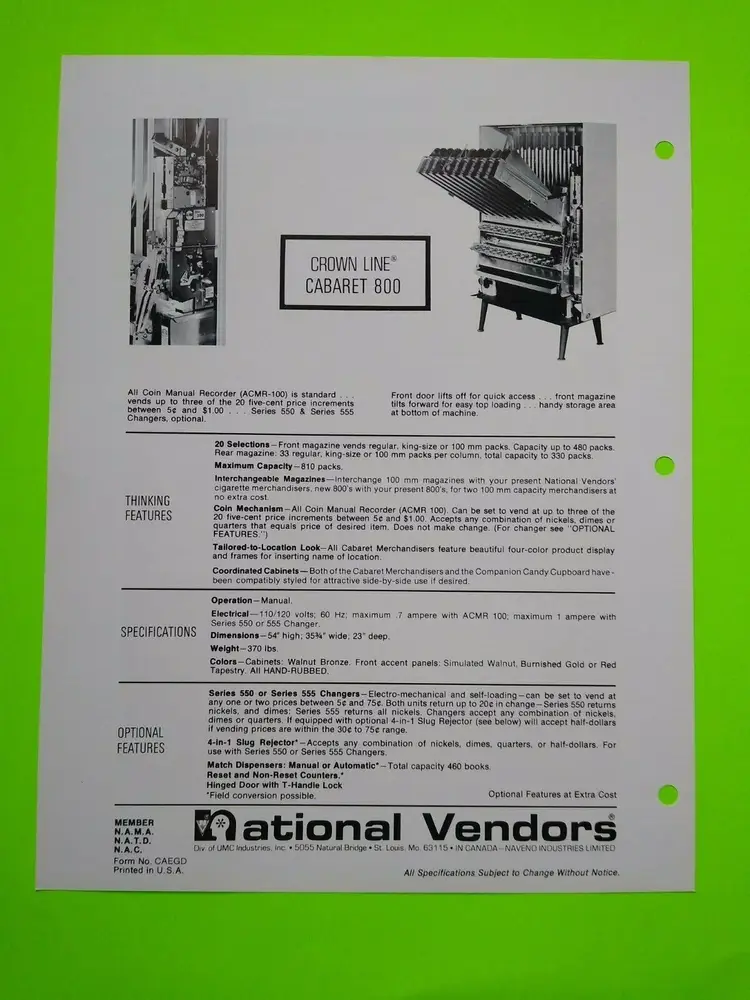 CROWN LINE®
CABARET 800
All Coin Manual Recorder (ACMR-100) is standard . . .
vends up to three of the 20 five-cent price increments
between 5¢ and $1.00 . . . Series 550 & Series 555
Changers, optional.
Front door lifts off for quick access . . . front magazine
tilts forward for easy top loading . . . handy storage area
at bottom of machine.
THINKING
FEATURES
20 Selections—Front magazine vends regular, king-size or 100 mm packs. Capacity up to 480 packs.
Rear magazine: 33 regular, king-size or 100 mm packs per column, total capacity to 330 packs.
Maximum Capacity—810 packs.
Interchangeable Magazines—Interchange 100 mm magazines with your present National Vendors'
cigarette merchandisers, new 800's with your present 800's, for two 100 mm capacity merchandisers at
no extra cost.
Coin Mechanism—All Coin Manual Recorder (ACMR 100). Can be set to vend at up to three of the
20 five-cent price increments between 5¢ and $1.00. Accepts any combination of nickels, dimes or
quarters that equals price of desired item. Does not make change. (For changer see "OPTIONAL
FEATURES.")
Tailored-to-Location Look—All Cabaret Merchandisers feature beautiful four-color product display
and frames for inserting name of location.
Coordinated Cabinets—Both of the Cabaret Merchandisers and the Companion Candy Cupboard have
been compatibly styled for attractive side-by-side use if desired.
SPECIFICATIONS
Operation—Manual.
Electrical—110/120 volts; 60 Hz; maximum .7 ampere with ACMR 100; maximum 1 ampere with
Series 550 or 555 Changer.
Dimensions—54" high; 35¾" wide; 23" deep.
Weight—370 lbs.
Colors—Cabinets: Walnut Bronze. Front accent panels: Simulated Walnut, Burnished Gold or Red
Tapestry. All HAND-RUBBED.
OPTIONAL
FEATURES
Series 550 or Series 555 Changers—Electro-mechanical and self-loading—can be set to vend at
any one or two prices between 5¢ and 75¢. Both units return up to 20¢ in change—Series 550 returns
nickels, and dimes: Series 555 returns all nickels. Changers accept any combination of nickels,
dimes or quarters. If equipped with optional 4-in-1 Slug Rejector (see below) will accept half-dollars
if vending prices are within the 30¢ to 75¢ range.
4-in-1 Slug Rejector*—Accepts any combination of nickels, dimes, quarters, or half-dollars. For
use with Series 550 or Series 555 Changers.
Match Dispensers: Manual or Automatic*—Total capacity 460 books.
Reset and Non-Reset Counters.*
Hinged Door with T-Handle Lock
*Field conversion possible.
Optional Features at Extra Cost
MEMBER
N.A.M.A.
N.A.T.D.
N.A.C.
Form No. CAEGD
Printed in U.S.A.
National Vendors®
Div. of UMC Industries, Inc. • 5055 Natural Bridge • St. Louis, Mo. 63115 • IN CANADA—NAVEND INDUSTRIES LIMITED
All Specifications Subject to Change Without Notice.